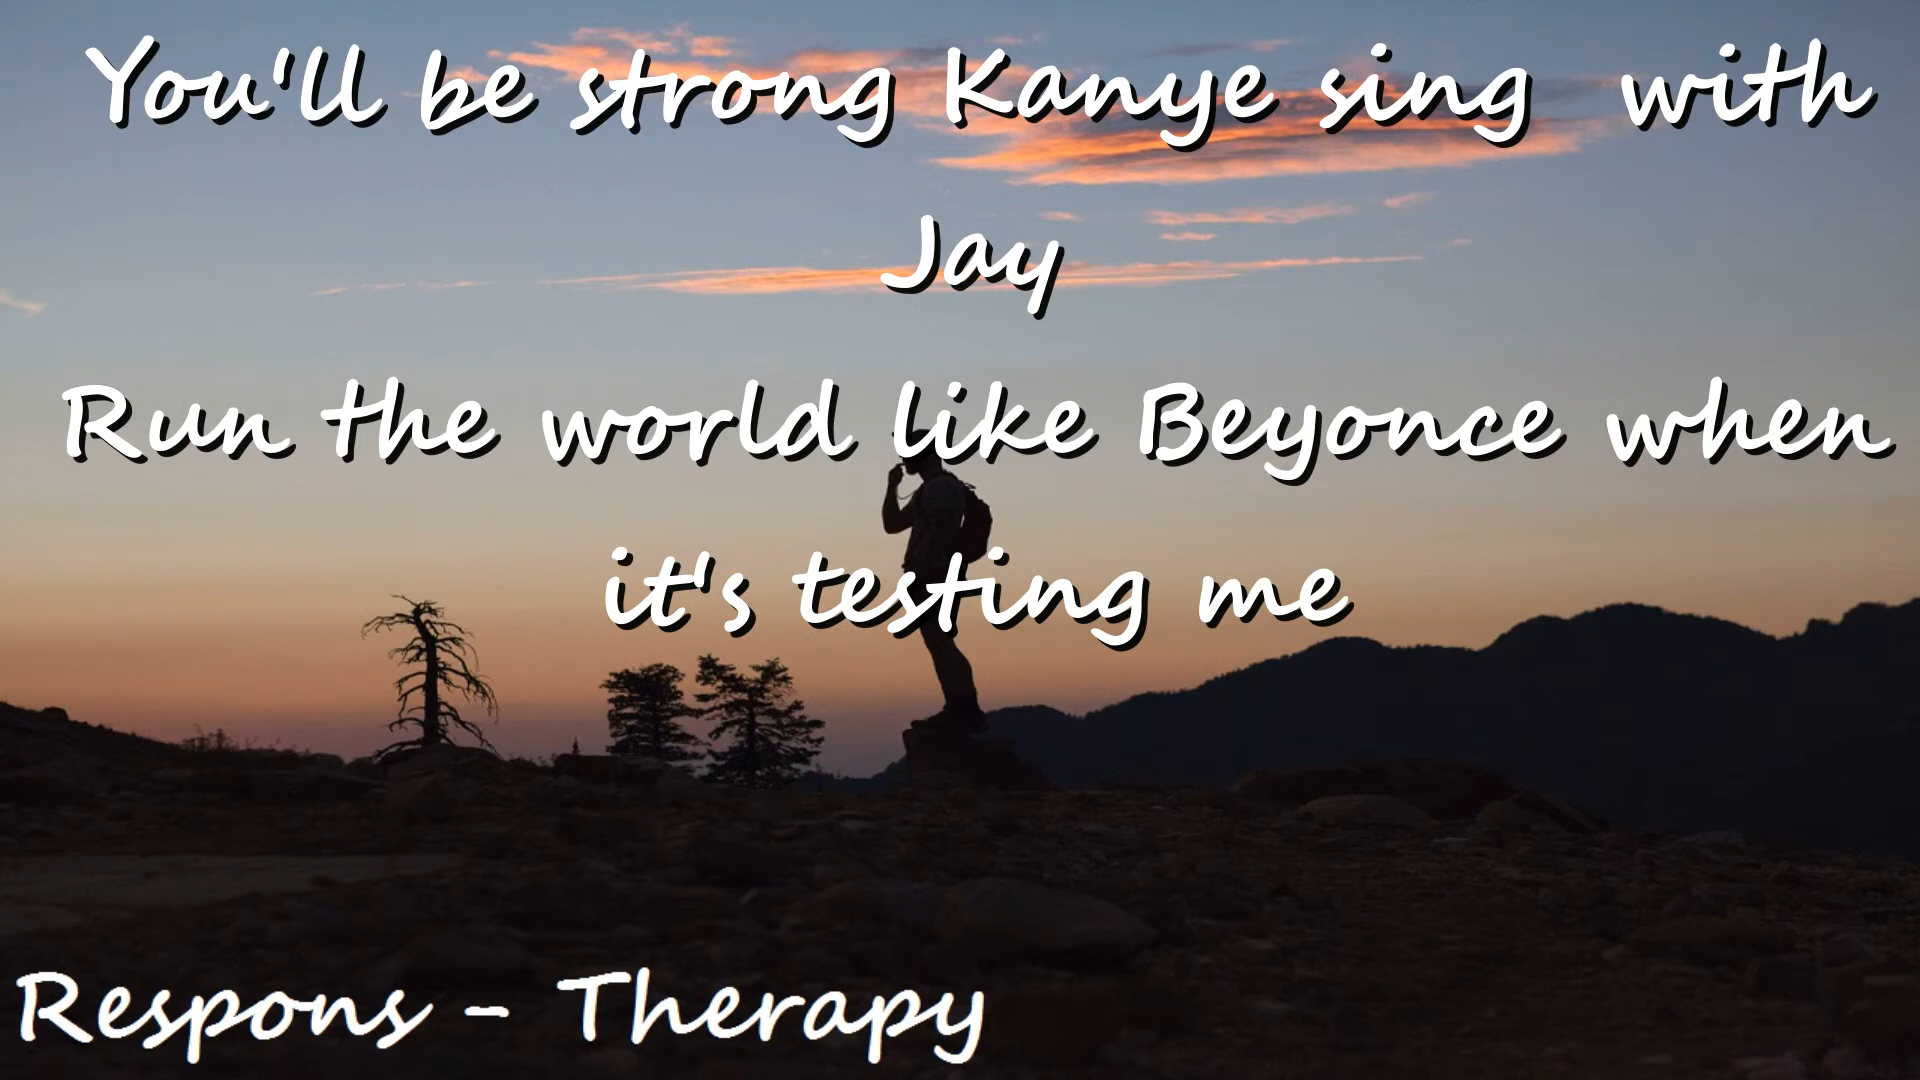 You'll be strong Kanye sing  with
Jay
Run the world like Beyonce when
it's testing me
Respons - Therapy